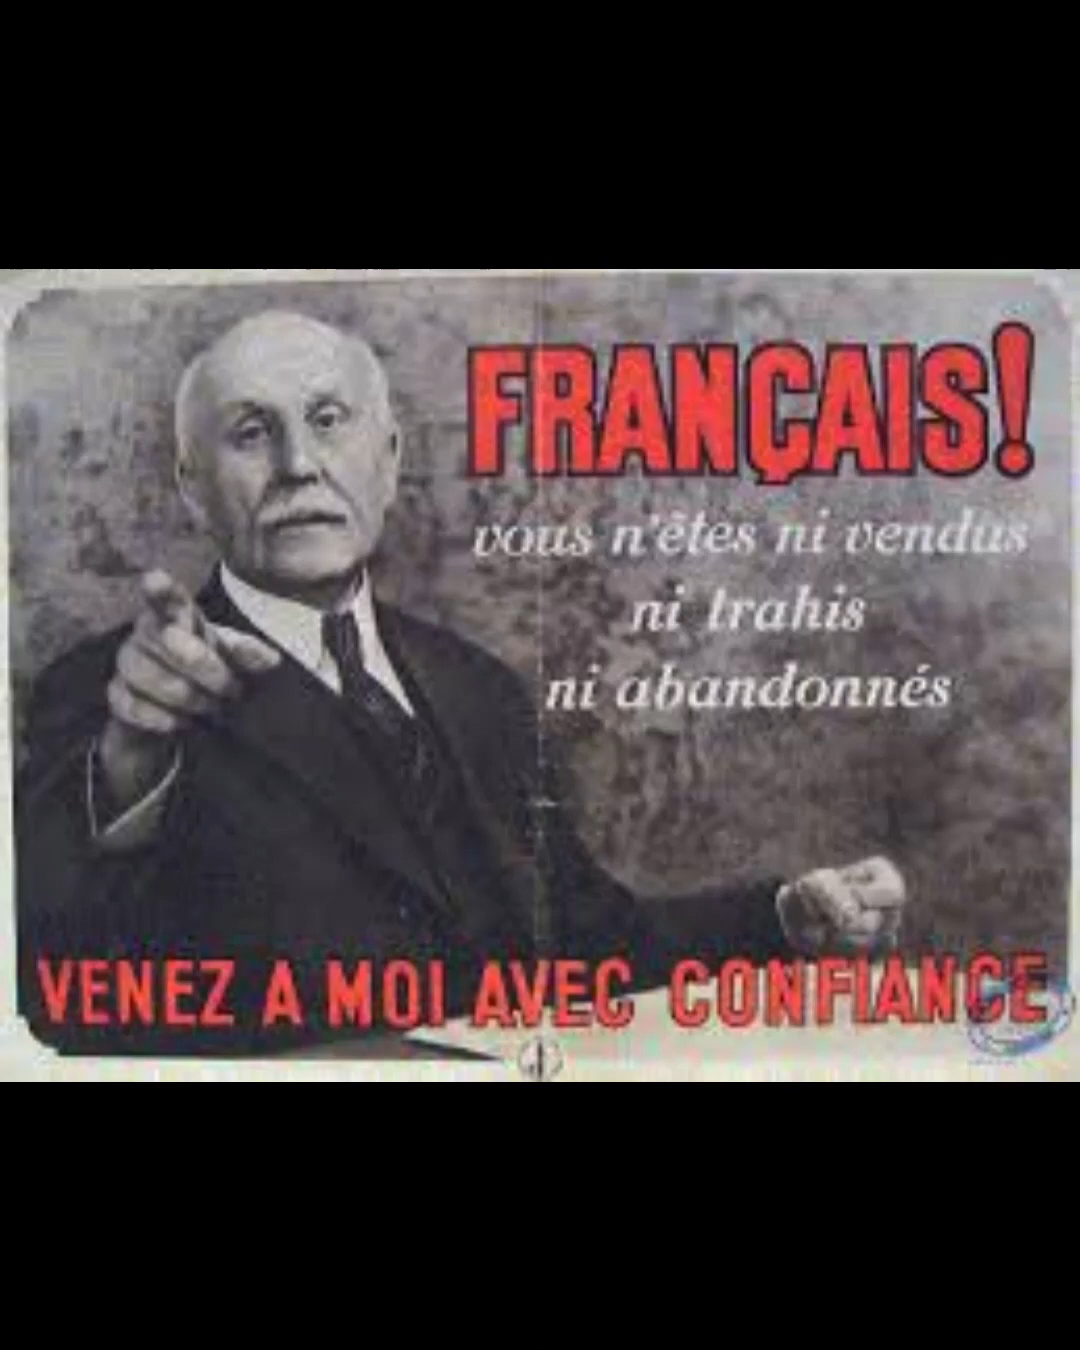 FRANÇAIS!
vous n'êtes ni vendus
ni trahis
ni abandonnés
VENEZ A MOI AVEC CONFIANCE